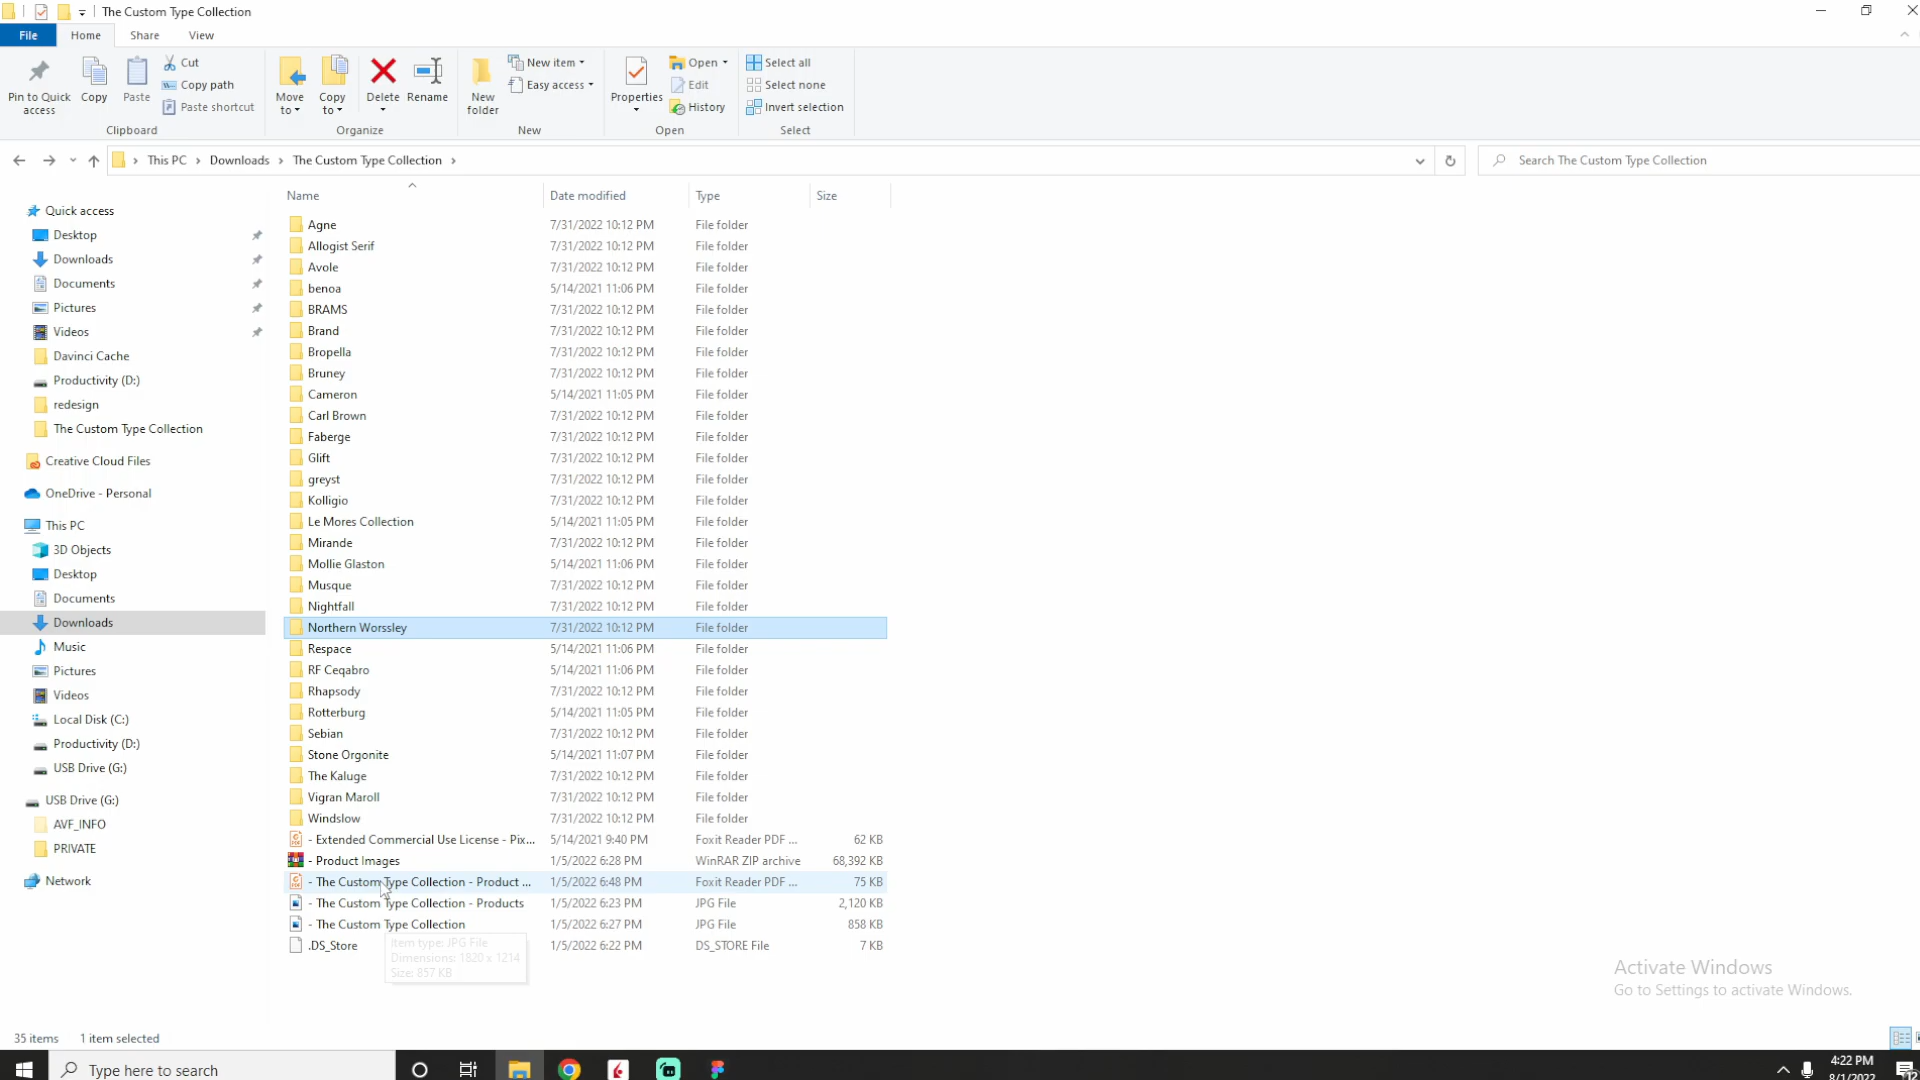 The Custom Type Collection
File Home Share View
Pin to Quick access
Copy
Paste
Cut
Copy path
Paste shortcut
Clipboard
Move to
Copy to
Delete
Rename
Organize
New folder
New item
Easy access
New
Properties
Open
Edit
History
Open
Select all
Select none
Invert selection
Select
This PC › Downloads › The Custom Type Collection ›
Search The Custom Type Collection
Quick access
Desktop
Downloads
Documents
Pictures
Videos
Davinci Cache
Productivity (D:)
redesign
The Custom Type Collection
Creative Cloud Files
OneDrive - Personal
This PC
3D Objects
Desktop
Documents
Downloads
Music
Pictures
Videos
Local Disk (C:)
Productivity (D:)
USB Drive (G:)
USB Drive (G:)
AVF_INFO
PRIVATE
Network
Name Date modified Type Size
Agne 7/31/2022 10:12 PM File folder
Allogist Serif 7/31/2022 10:12 PM File folder
Avole 7/31/2022 10:12 PM File folder
benoa 5/14/2021 11:06 PM File folder
BRAMS 7/31/2022 10:12 PM File folder
Brand 7/31/2022 10:12 PM File folder
Bropella 7/31/2022 10:12 PM File folder
Bruney 7/31/2022 10:12 PM File folder
Cameron 5/14/2021 11:05 PM File folder
Carl Brown 7/31/2022 10:12 PM File folder
Faberge 7/31/2022 10:12 PM File folder
Glift 7/31/2022 10:12 PM File folder
greyst 7/31/2022 10:12 PM File folder
Kolligio 7/31/2022 10:12 PM File folder
Le Mores Collection 5/14/2021 11:05 PM File folder
Mirande 7/31/2022 10:12 PM File folder
Mollie Glaston 5/14/2021 11:06 PM File folder
Musque 7/31/2022 10:12 PM File folder
Nightfall 7/31/2022 10:12 PM File folder
Northern Worssley 7/31/2022 10:12 PM File folder
Respace 5/14/2021 11:06 PM File folder
RF Ceqabro 5/14/2021 11:06 PM File folder
Rhapsody 7/31/2022 10:12 PM File folder
Rotterburg 5/14/2021 11:05 PM File folder
Sebian 7/31/2022 10:12 PM File folder
Stone Orgonite 5/14/2021 11:07 PM File folder
The Kaluge 7/31/2022 10:12 PM File folder
Vigran Maroll 7/31/2022 10:12 PM File folder
Windslow 7/31/2022 10:12 PM File folder
- Extended Commercial Use License - Pix... 5/14/2021 9:40 PM Foxit Reader PDF ... 62 KB
- Product Images 1/5/2022 6:28 PM WinRAR ZIP archive 68,392 KB
- The Custom Type Collection - Product ... 1/5/2022 6:48 PM Foxit Reader PDF ... 75 KB
- The Custom Type Collection - Products 1/5/2022 6:23 PM JPG File 2,120 KB
- The Custom Type Collection 1/5/2022 6:27 PM JPG File 858 KB
.DS_Store 1/5/2022 6:22 PM DS_STORE File 7 KB
Item type: JPG File
Dimensions: 1820 x 1214
Size: 857 KB
Activate Windows
Go to Settings to activate Windows.
35 items 1 item selected
Type here to search
4:22 PM
8/1/2022
12